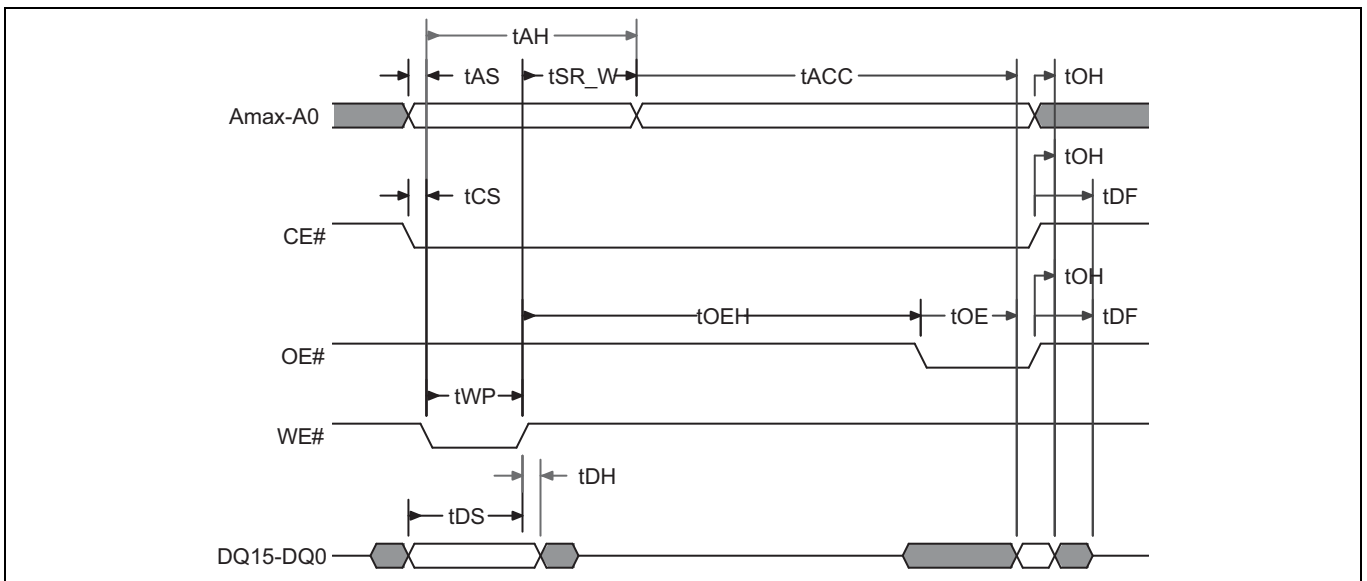 tAH
tAS tSR_W tACC tOH
Amax-A0
tOH
tCS tDF
CE#
tOH
tOEH tOE tDF
OE#
tWP
WE#
tDH
tDS
DQ15-DQ0